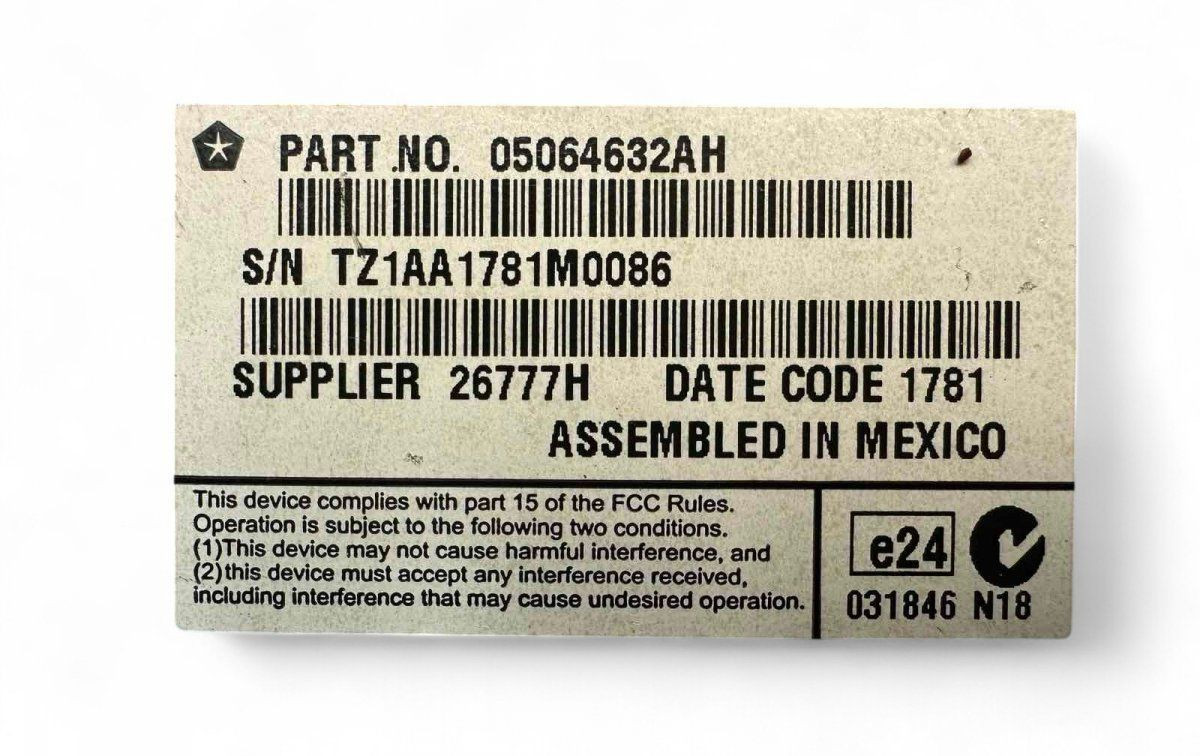 PART .NO. 05064632AH
S/N TZ1AA1781M0086
SUPPLIER 26777H DATE CODE 1781
ASSEMBLED IN MEXICO
This device complies with part 15 of the FCC Rules.
Operation is subject to the following two conditions.
(1)This device may not cause harmful interference, and
(2)this device must accept any interference received,
including interference that may cause undesired operation.
e24
031846 N18